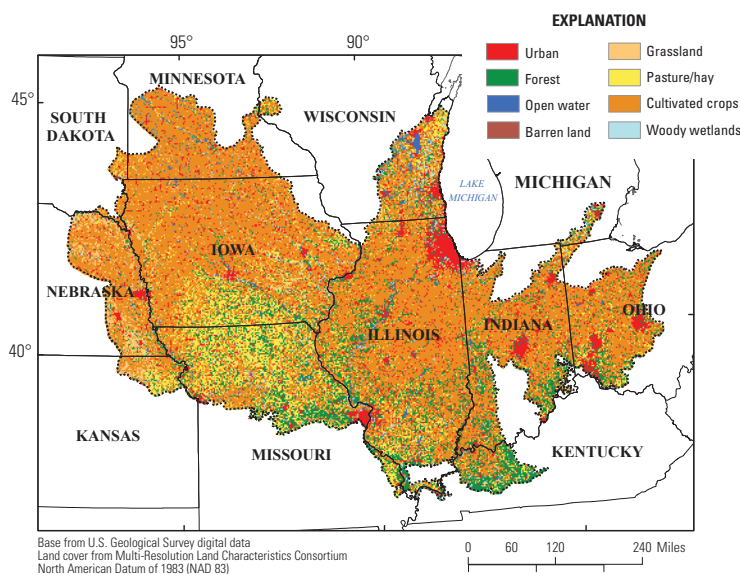 EXPLANATION
Urban
Forest
Open water
Barren land
Grassland
Pasture/hay
Cultivated crops
Woody wetlands
95°
90°
45°
40°
MINNESOTA
SOUTH
DAKOTA
WISCONSIN
LAKE
MICHIGAN
MICHIGAN
IOWA
NEBRASKA
ILLINOIS
INDIANA
OHIO
KANSAS
MISSOURI
KENTUCKY
Base from U.S. Geological Survey digital data
Land cover from Multi-Resolution Land Characteristics Consortium
North American Datum of 1983 (NAD 83)
0 60 120 240 Miles